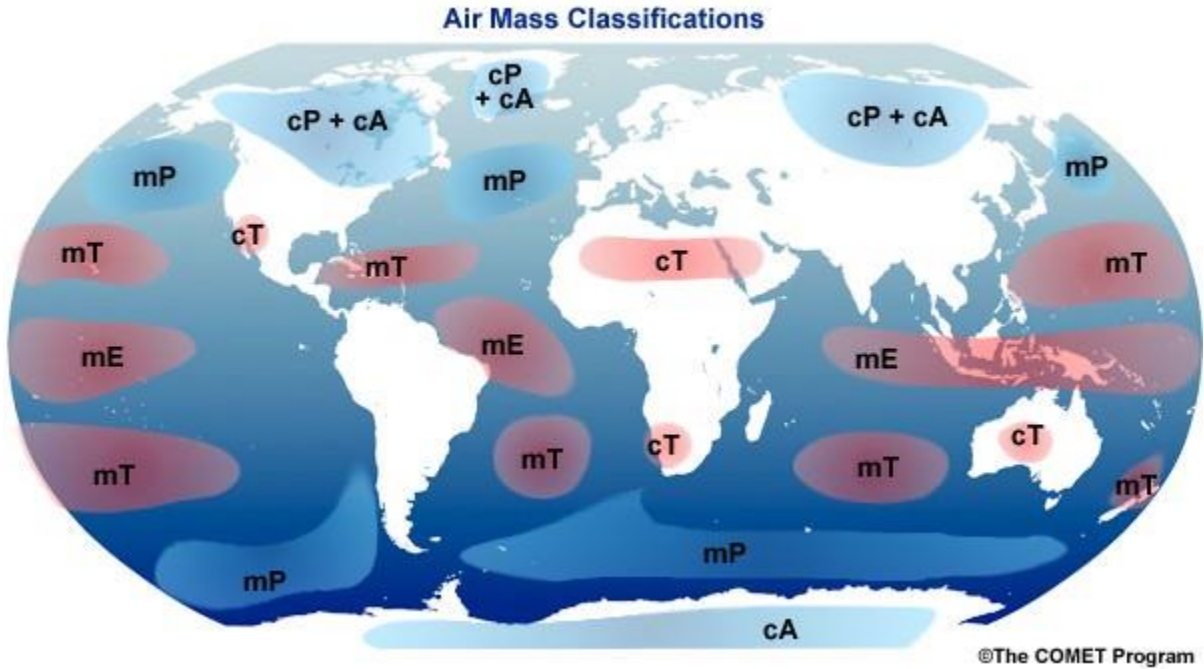 Air Mass Classifications
cP
+ cA
cP + cA
cP + cA
mP
mP
mP
cT
mT
mT
cT
mT
mE
mE
mE
mT
mT
cT
mT
cT
mT
mP
mP
cA
©The COMET Program